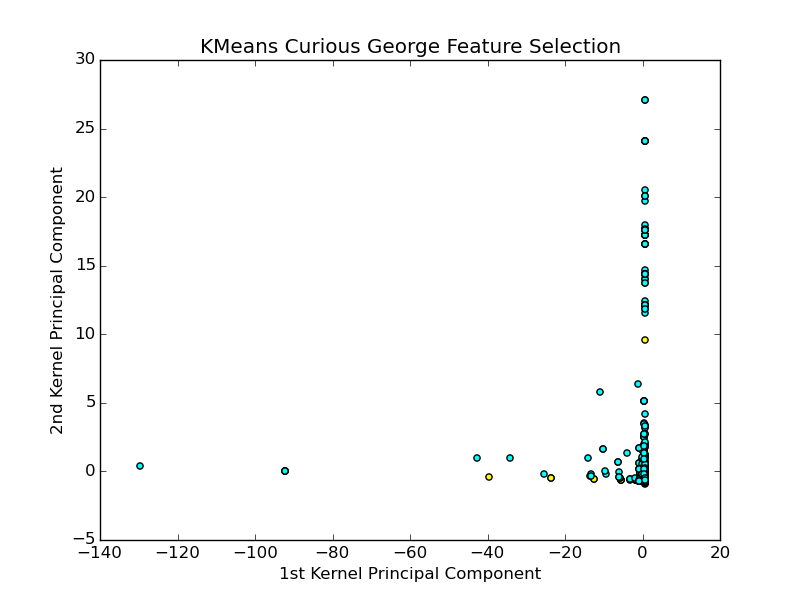 KMeans Curious George Feature Selection
30
25
20
15
10
5
0
−5
2nd Kernel Principal Component
−140 −120 −100 −80 −60 −40 −20 0 20
1st Kernel Principal Component